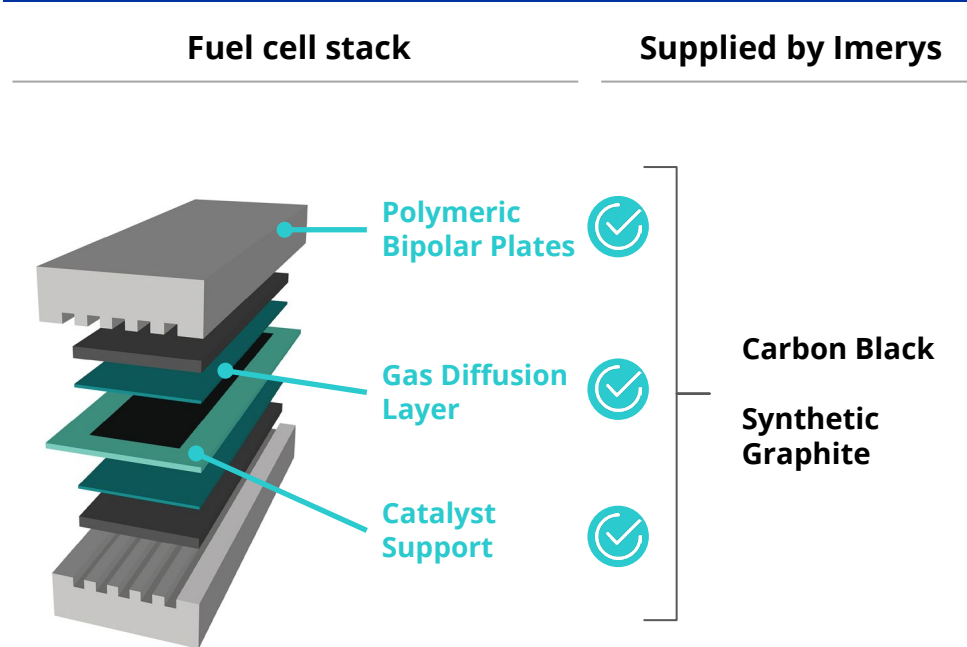 Fuel cell stack
Supplied by Imerys
Polymeric
Bipolar Plates
Gas Diffusion
Layer
Catalyst
Support
Carbon Black
Synthetic
Graphite